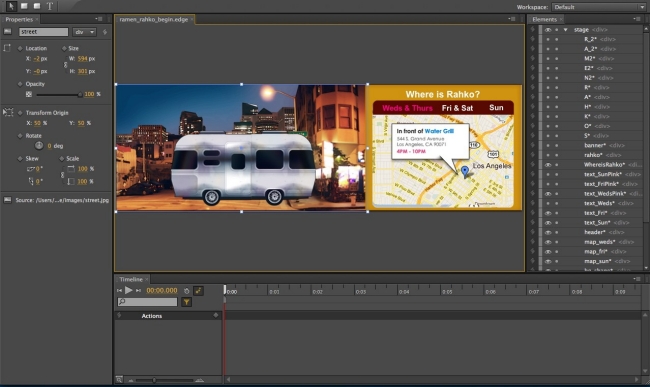 T
Workspace: Default
Properties
street
div
Location
Size
X: -2 px W: 594 px
Y: -0 px H: 301 px
Opacity
100 %
Transform Origin
X: 50 % Y: 50 %
Rotate
0 deg
Skew
Scale
0° 100 %
0° 100 %
Source: /Users/...e/images/street.jpg
ramen_rahko_begin.edge
Where is Rahko?
Weds & Thurs Fri & Sat Sun
In front of Water Grill
544 S. Grand Avenue
Los Angeles, CA 90071
4PM - 10PM
101
Los Angeles
Elements
stage <div>
R_2* <div>
A_2* <div>
M2* <div>
E2* <div>
N2* <div>
R* <div>
A* <div>
H* <div>
K* <div>
O* <div>
S* <div>
banner* <div>
rahko* <div>
WhereIsRahko* <div>
text_SunPink* <div>
text_FriPink* <div>
text_WedsPink* <div>
text_Weds* <div>
text_Fri* <div>
text_Sun* <div>
header* <div>
map_weds* <div>
map_fri* <div>
map_sun* <div>
Timeline
00:00.000
0:00 0:01 0:02 0:03 0:04 0:05 0:06 0:07 0:08 0:09
Actions